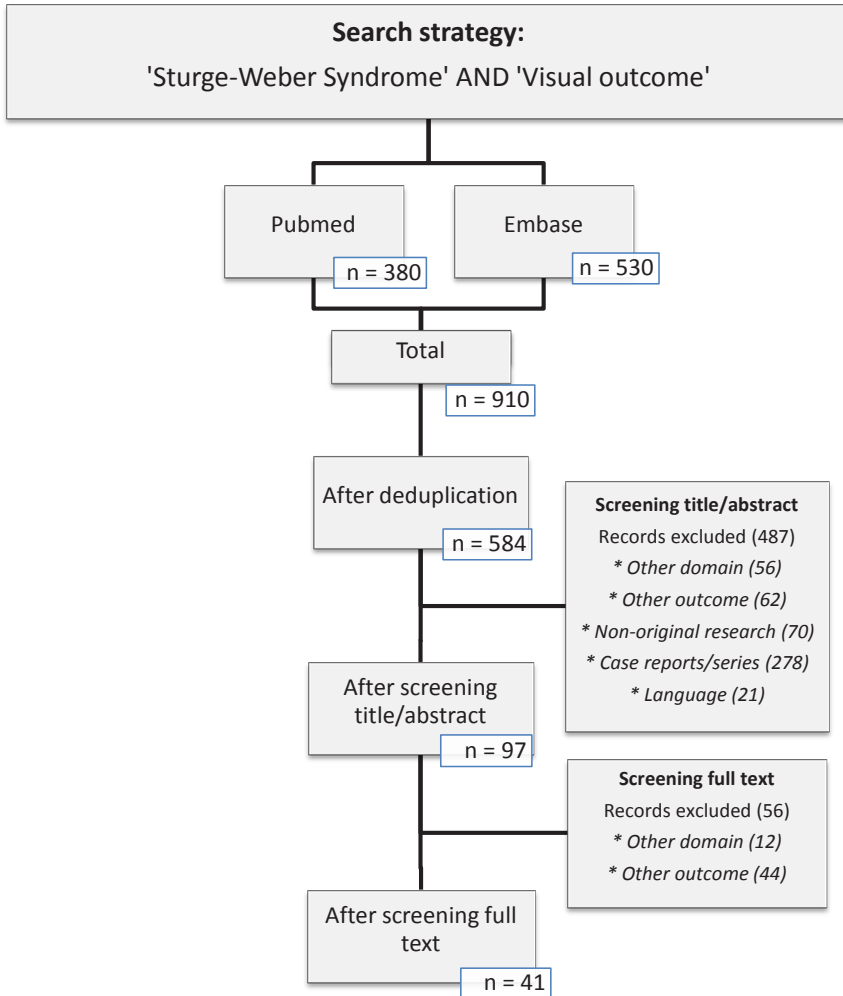 Search strategy:
'Sturge-Weber Syndrome' AND 'Visual outcome'
Pubmed
n = 380
Embase
n = 530
Total
n = 910
After deduplication
n = 584
Screening title/abstract
Records excluded (487)
* Other domain (56)
* Other outcome (62)
* Non-original research (70)
* Case reports/series (278)
* Language (21)
After screening
title/abstract
n = 97
Screening full text
Records excluded (56)
* Other domain (12)
* Other outcome (44)
After screening full
text
n = 41